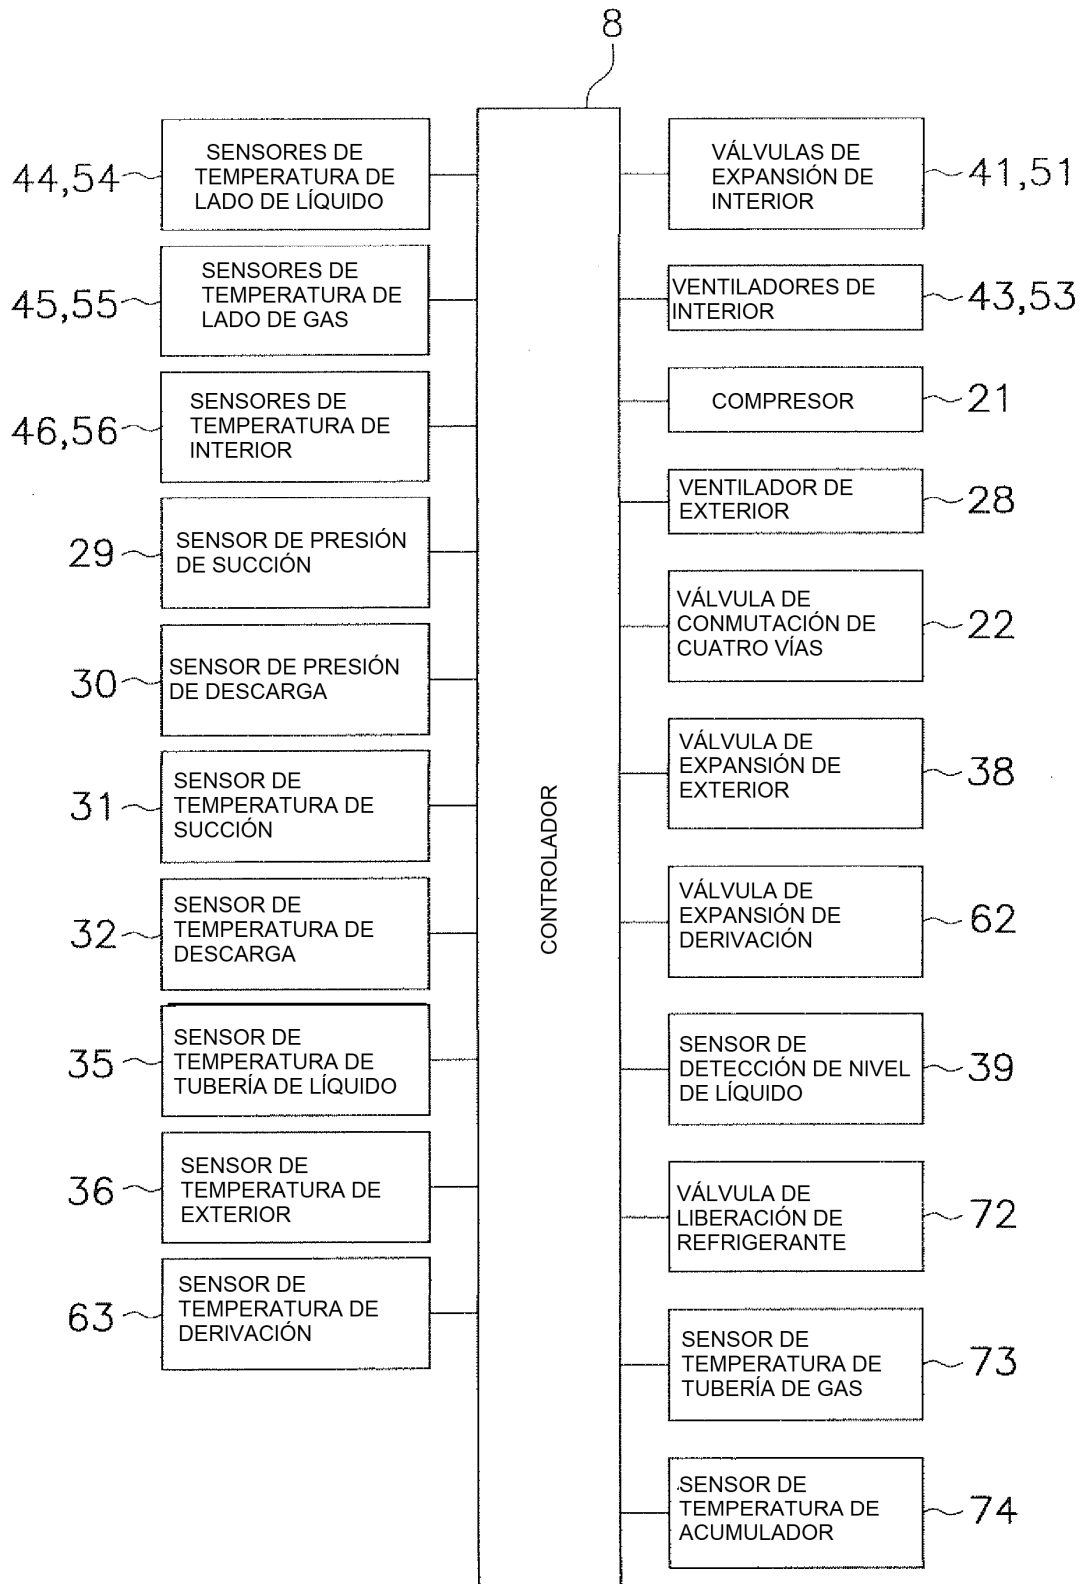 8
44,54
SENSORES DE
TEMPERATURA DE
LADO DE LÍQUIDO
45,55
SENSORES DE
TEMPERATURA DE
LADO DE GAS
46,56
SENSORES DE
TEMPERATURA DE
INTERIOR
29
SENSOR DE PRESIÓN
DE SUCCIÓN
30
SENSOR DE PRESIÓN
DE DESCARGA
31
SENSOR DE
TEMPERATURA DE
SUCCIÓN
32
SENSOR DE
TEMPERATURA DE
DESCARGA
35
SENSOR DE
TEMPERATURA DE
TUBERÍA DE LÍQUIDO
36
SENSOR DE
TEMPERATURA DE
EXTERIOR
63
SENSOR DE
TEMPERATURA DE
DERIVACIÓN
CONTROLADOR
VÁLVULAS DE
EXPANSIÓN DE
INTERIOR
41,51
VENTILADORES DE
INTERIOR
43,53
COMPRESOR
21
VENTILADOR DE
EXTERIOR
28
VÁLVULA DE
CONMUTACIÓN DE
CUATRO VÍAS
22
VÁLVULA DE
EXPANSIÓN DE
EXTERIOR
38
VÁLVULA DE
EXPANSIÓN DE
DERIVACIÓN
62
SENSOR DE
DETECCIÓN DE NIVEL
DE LÍQUIDO
39
VÁLVULA DE
LIBERACIÓN DE
REFRIGERANTE
72
SENSOR DE
TEMPERATURA DE
TUBERÍA DE GAS
73
SENSOR DE
TEMPERATURA DE
ACUMULADOR
74